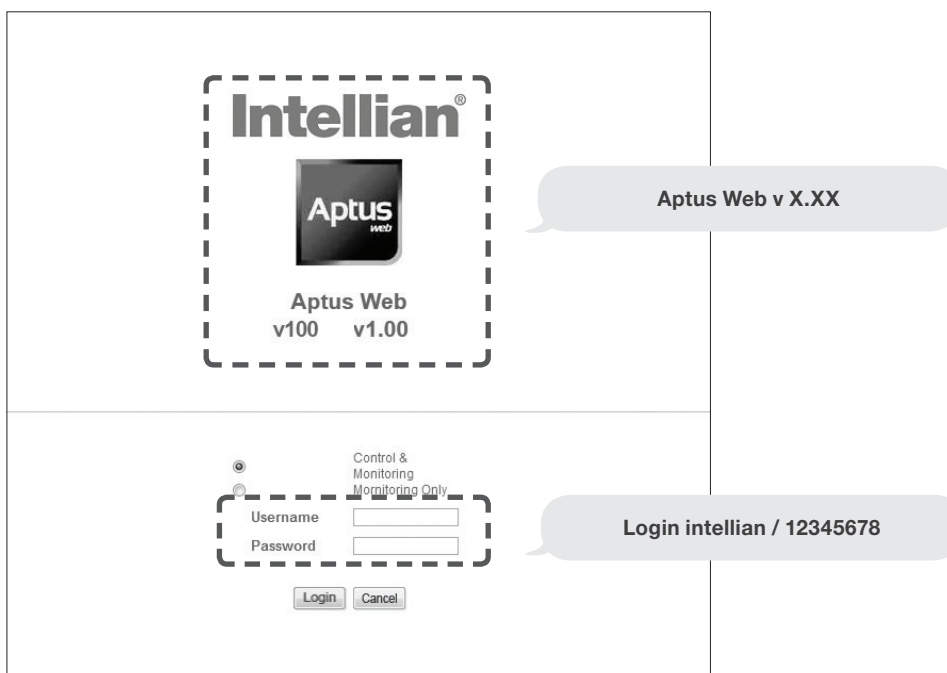 Intellian®
Aptus
web
Aptus Web
v100 v1.00
Aptus Web v X.XX
Control &
Monitoring
Mornitoring Only
Username
Password
Login intellian / 12345678
Login Cancel